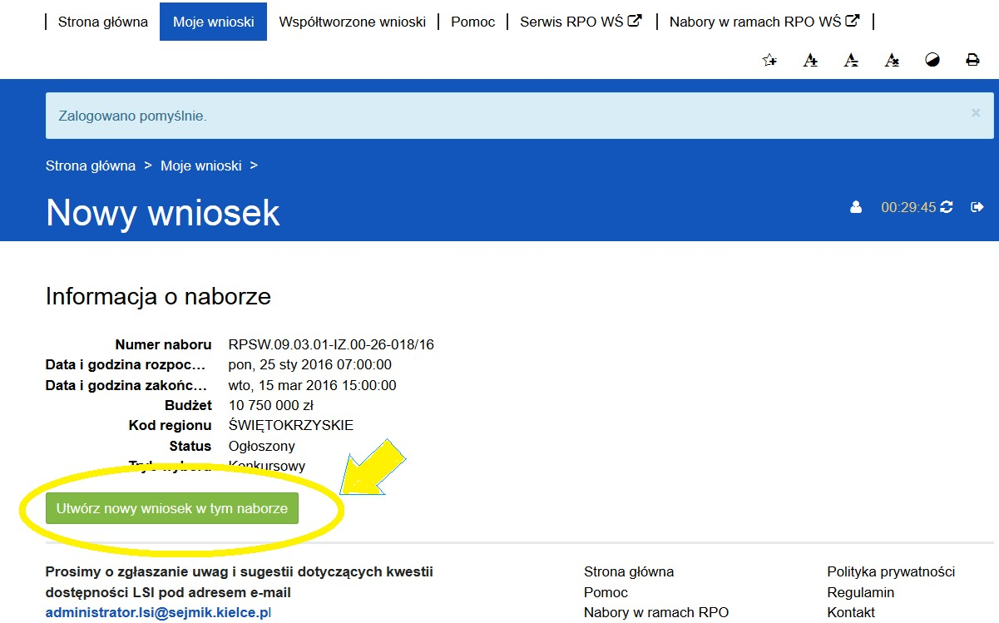 Strona główna Moje wnioski Współtworzone wnioski Pomoc Serwis RPO WŚ Nabory w ramach RPO WŚ
Zalogowano pomyślnie. ×
Strona główna > Moje wnioski >
Nowy wniosek 00:29:45
Informacja o naborze
Numer naboru RPSW.09.03.01-IZ.00-26-018/16
Data i godzina rozpoc… pon, 25 sty 2016 07:00:00
Data i godzina zakońc… wto, 15 mar 2016 15:00:00
Budżet 10 750 000 zł
Kod regionu ŚWIĘTOKRZYSKIE
Status Ogłoszony
Tryb wyboru Konkursowy
Utwórz nowy wniosek w tym naborze
Prosimy o zgłaszanie uwag i sugestii dotyczących kwestii
dostępności LSI pod adresem e-mail
administrator.lsi@sejmik.kielce.pl
Strona główna
Pomoc
Nabory w ramach RPO
Polityka prywatności
Regulamin
Kontakt